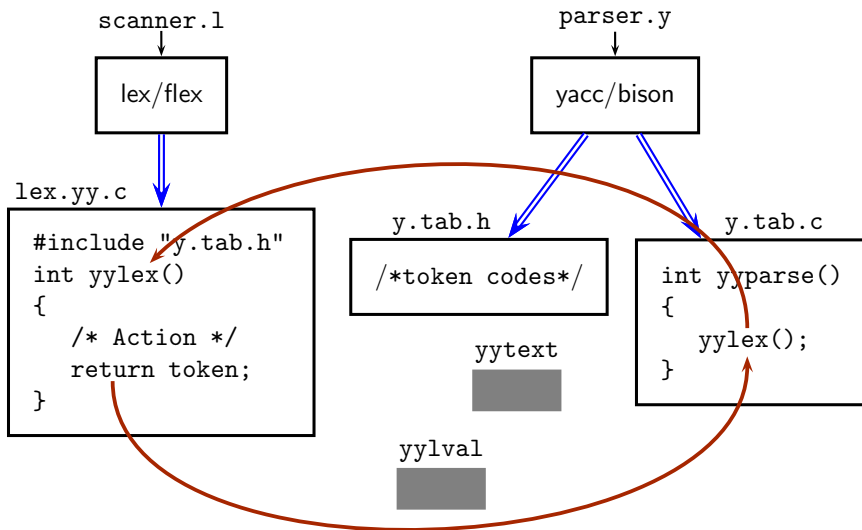 scanner.l
parser.y
lex/flex
yacc/bison
lex.yy.c
#include "y.tab.h"
int yylex()
{
/* Action */
return token;
}
y.tab.h
/*token codes*/
y.tab.c
int yyparse()
{
yylex();
}
yytext
yylval